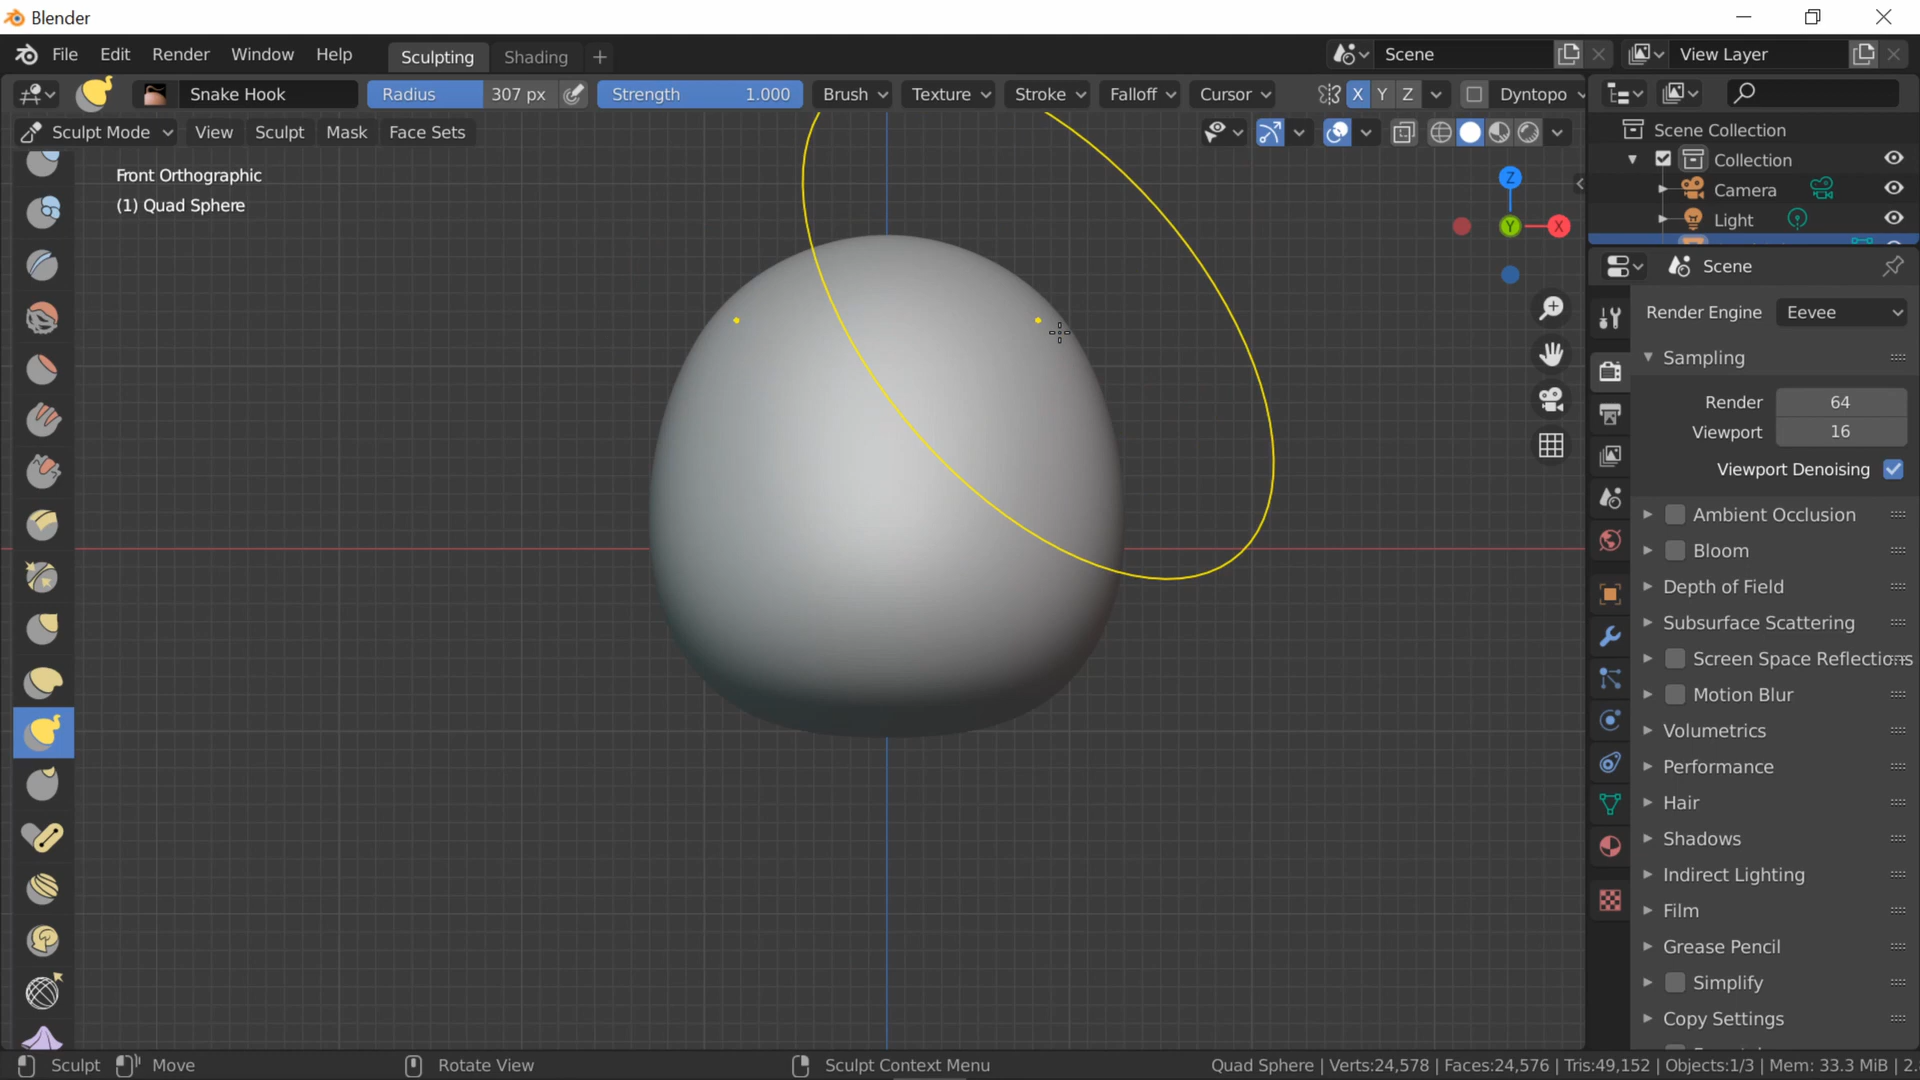 Blender
File Edit Render Window Help Sculpting Shading + Scene View Layer
Snake Hook Radius 307 px Strength 1.000 Brush Texture Stroke Falloff Cursor X Y Z Dyntopo
Sculpt Mode View Sculpt Mask Face Sets
Front Orthographic
(1) Quad Sphere
Z
Y
X
Scene Collection
Collection
Camera
Light
Scene
Render Engine Eevee
Sampling
Render 64
Viewport 16
Viewport Denoising
Ambient Occlusion
Bloom
Depth of Field
Subsurface Scattering
Screen Space Reflections
Motion Blur
Volumetrics
Performance
Hair
Shadows
Indirect Lighting
Film
Grease Pencil
Simplify
Copy Settings
Sculpt Move Rotate View Sculpt Context Menu Quad Sphere | Verts:24,578 | Faces:24,576 | Tris:49,152 | Objects:1/3 | Mem: 33.3 MiB | 2.